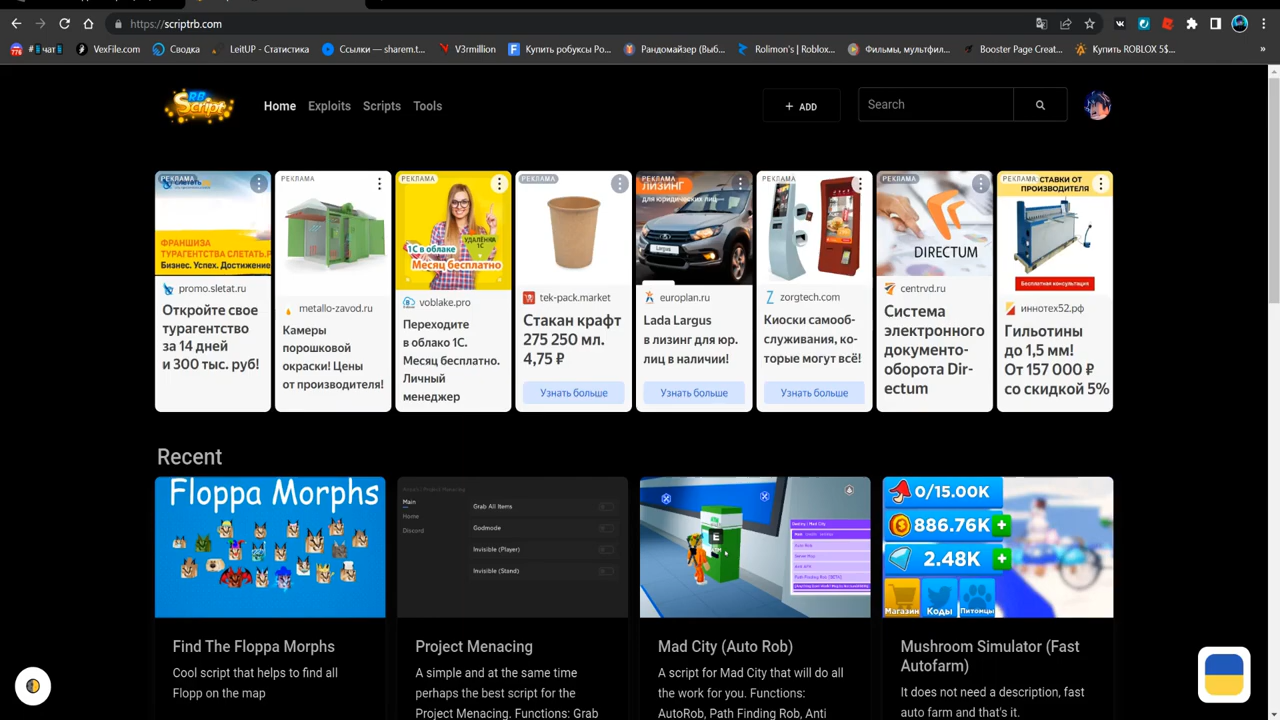 https://scriptrb.com
чат
VexFile.com
Сводка
LeitUP - Статистика
Ссылки — sharem.t...
V3rmillion
Купить робуксы Ро...
Рандомайзер (Выб...
Rolimon's | Roblox...
Фильмы, мультфил...
Booster Page Creat...
Купить ROBLOX 5$...
»
RB
Script
Home
Exploits
Scripts
Tools
+ ADD
Search
РЕКЛАМА
ФРАНШИЗА
ТУРАГЕНТСТВА СЛЕТАТЬ.Р
Бизнес. Успех. Достижение
promo.sletat.ru
Откройте свое
турагентство
за 14 дней
и 300 тыс. руб!
РЕКЛАМА
metallo-zavod.ru
Камеры
порошковой
окраски! Цены
от производителя!
РЕКЛАМА
УДАЛЁННАЯ
1С
1С в облаке
Месяц бесплатно
voblake.pro
Переходите
в облако 1С.
Месяц бесплатно.
Личный
менеджер
РЕКЛАМА
tek-pack.market
Стакан крафт
275 250 мл.
4,75 ₽
Узнать больше
РЕКЛАМА
ЛИЗИНГ
для юридических лиц
Largus
europlan.ru
Lada Largus
в лизинг для юр.
лиц в наличии!
Узнать больше
РЕКЛАМА
zorgtech.com
Киоски самооб-
служивания, ко-
торые могут всё!
Узнать больше
РЕКЛАМА
DIRECTUM
centrvd.ru
Система
электронного
документо-
оборота Dir-
ectum
РЕКЛАМА
СТАВКИ ОТ
ПРОИЗВОДИТЕЛЯ
Бесплатная консультация
иннотех52.рф
Гильотины
до 1,5 мм!
От 157 000 ₽
со скидкой 5%
Recent
Floppa Morphs
Find The Floppa Morphs
Cool script that helps to find all
Flopp on the map
Main
Home
Discord
Grab All Items
Godmode
Invisible (Player)
Invisible (Stand)
Project Menacing
A simple and at the same time
perhaps the best script for the
Project Menacing. Functions: Grab
E
Mad City (Auto Rob)
A script for Mad City that will do all
the work for you. Functions:
AutoRob, Path Finding Rob, Anti
0/15.00K
886.76K
2.48K
Магазин
Коды
Питомцы
Mushroom Simulator (Fast
Autofarm)
It does not need a description, fast
auto farm and that's it.